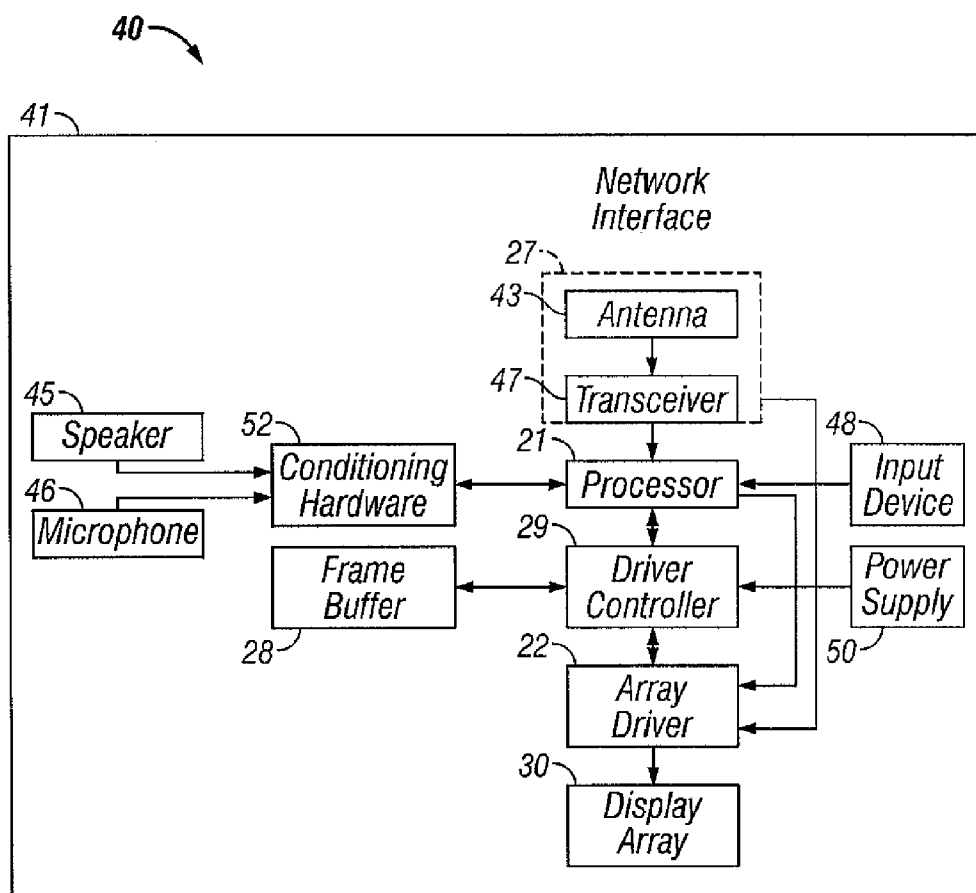 40
41
Network
Interface
27
43
Antenna
47
Transceiver
45
Speaker
52
Conditioning
Hardware
21
Processor
48
Input
Device
46
Microphone
29
Driver
Controller
Frame
Buffer
28
Power
Supply
50
22
Array
Driver
30
Display
Array